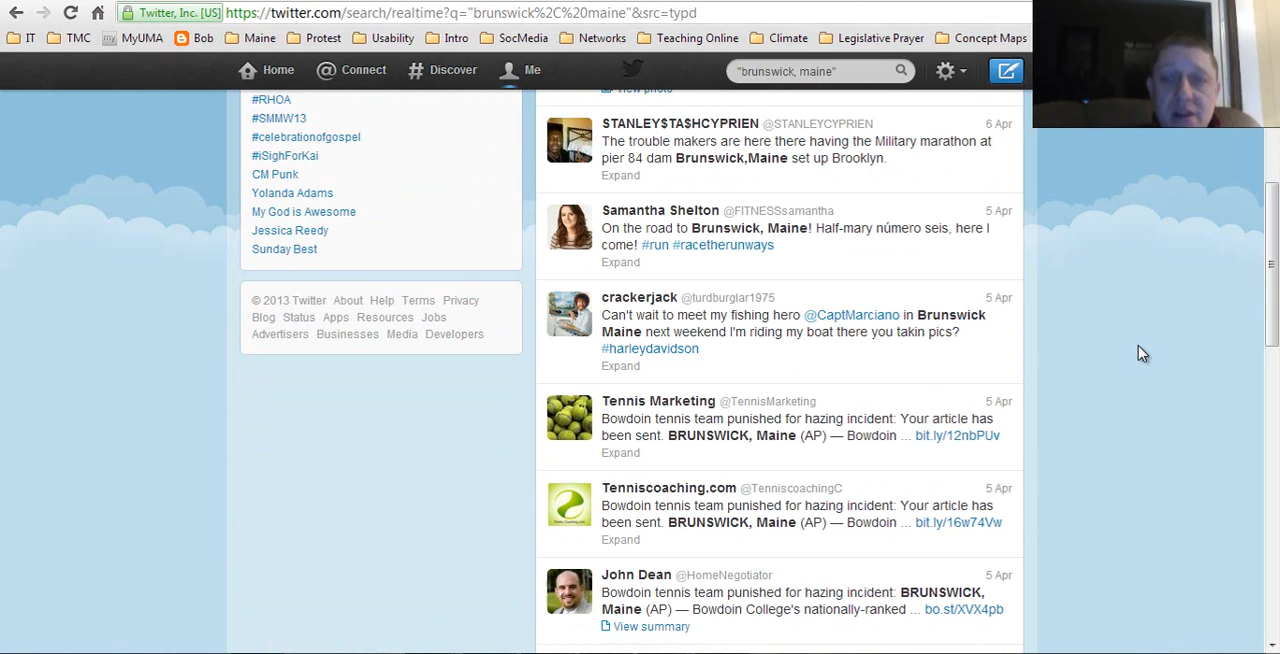 Twitter, Inc. [US] https://twitter.com/search/realtime?q="brunswick%2C%20maine"&src=typd
IT TMC my MyUMA Bob Maine Protest Usability Intro SocMedia Networks Teaching Online Climate Legislative Prayer Concept Maps
Home @ Connect # Discover Me "brunswick, maine"
#RHOA
#SMMW13
#celebrationofgospel
#iSighForKai
CM Punk
Yolanda Adams
My God is Awesome
Jessica Reedy
Sunday Best
© 2013 Twitter About Help Terms Privacy
Blog Status Apps Resources Jobs
Advertisers Businesses Media Developers
View photo
STANLEY$TA$HCYPRIEN @STANLEYCYPRIEN 6 Apr
The trouble makers are here there having the Military marathon at
pier 84 dam Brunswick,Maine set up Brooklyn.
Expand
Samantha Shelton @FITNESSsamantha 5 Apr
On the road to Brunswick, Maine! Half-mary número seis, here I
come! #run #racetherunways
Expand
crackerjack @turdburglar1975 5 Apr
Can't wait to meet my fishing hero @CaptMarciano in Brunswick
Maine next weekend I'm riding my boat there you takin pics?
#harleydavidson
Expand
Tennis Marketing @TennisMarketing 5 Apr
Bowdoin tennis team punished for hazing incident: Your article has
been sent. BRUNSWICK, Maine (AP) — Bowdoin ... bit.ly/12nbPUv
Expand
Tenniscoaching.com @TenniscoachingC 5 Apr
Bowdoin tennis team punished for hazing incident: Your article has
been sent. BRUNSWICK, Maine (AP) — Bowdoin ... bit.ly/16w74Vw
Expand
John Dean @HomeNegotiator 5 Apr
Bowdoin tennis team punished for hazing incident: BRUNSWICK,
Maine (AP) — Bowdoin College's nationally-ranked ... bo.st/XVX4pb
View summary